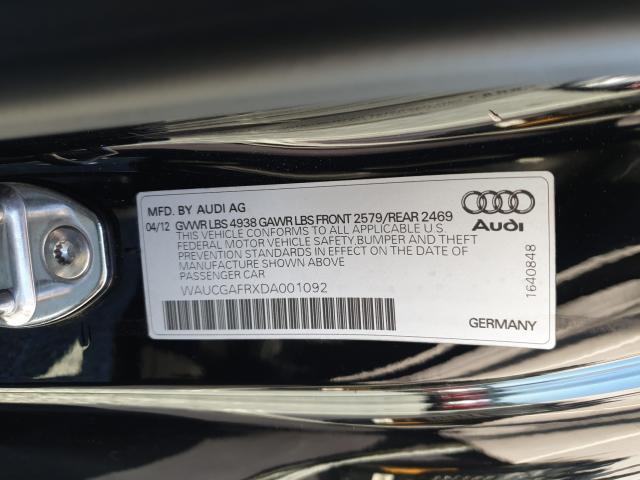 MFD. BY AUDI AG
04/12 GVWR LBS 4938 GAWR LBS FRONT 2579/REAR 2469
THIS VEHICLE CONFORMS TO ALL APPLICABLE U.S
FEDERAL MOTOR VEHICLE SAFETY,BUMPER AND THEFT
PREVENTION STANDARDS IN EFFECT ON THE DATE OF
MANUFACTURE SHOWN ABOVE
PASSENGER CAR
WAUCGAFRXDA001092
Audi
1640848
GERMANY